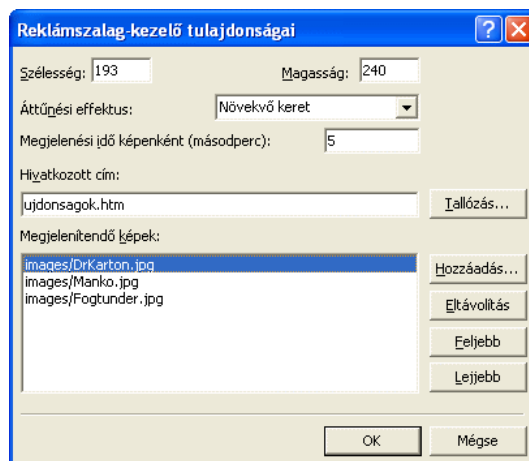 Reklámszalag-kezelő tulajdonságai
Szélesség: 193 Magasság: 240
Áttűnési effektus: Növekvő keret
Megjelenési idő képenként (másodperc): 5
Hivatkozott cím:
ujdonsagok.htm Tallózás...
Megjelenítendő képek:
images/DrKarton.jpg Hozzáadás...
images/Manko.jpg
images/Fogtunder.jpg Eltávolítás
Feljebb
Lejjebb
OK Mégse